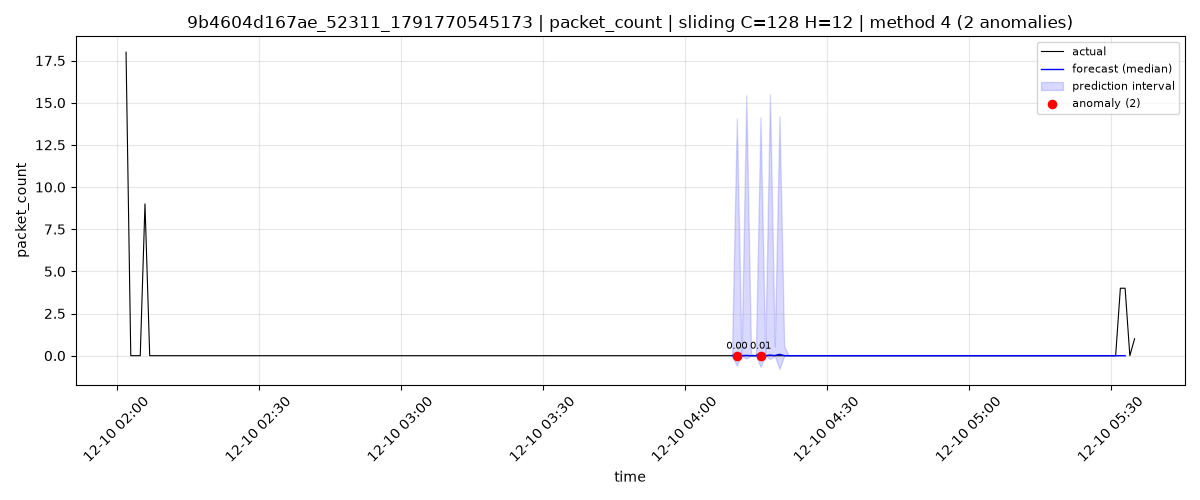 9b4604d167ae_52311_1791770545173 | packet_count | sliding C=128 H=12 | method 4 (2 anomalies)
actual
forecast (median)
prediction interval
anomaly (2)
packet_count
17.5
15.0
12.5
10.0
7.5
5.0
2.5
0.0
0.00
0.01
12-10 02:00
12-10 02:30
12-10 03:00
12-10 03:30
12-10 04:00
12-10 04:30
12-10 05:00
12-10 05:30
time